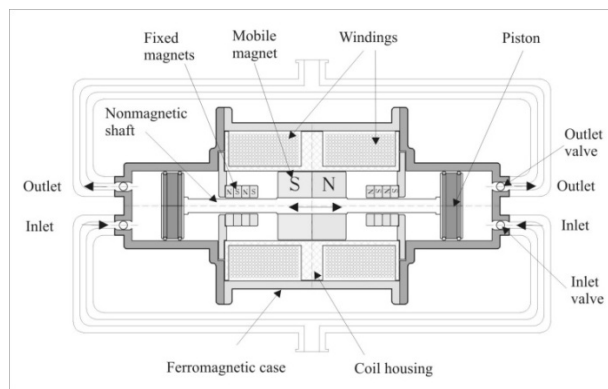 Fixed
magnets
Mobile
magnet
Windings
Piston
Nonmagnetic
shaft
Outlet
valve
S N
N S N S
N S N S
Outlet
Outlet
Inlet
Inlet
Inlet
valve
Ferromagnetic case
Coil housing